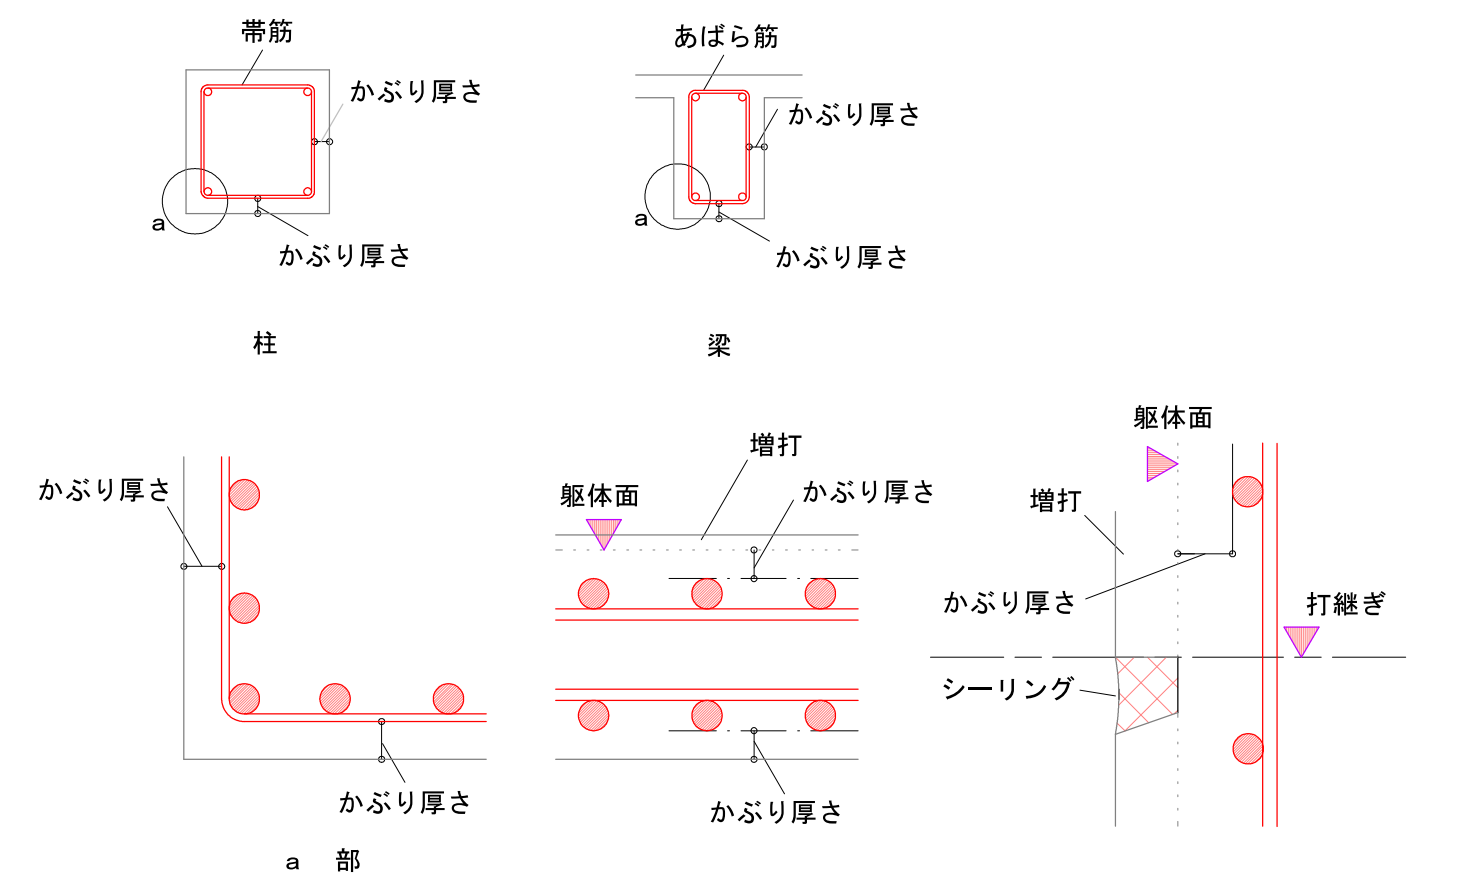 帯筋
かぶり厚さ
a
かぶり厚さ
柱
あばら筋
かぶり厚さ
a
かぶり厚さ
梁
かぶり厚さ
かぶり厚さ
a 部
増打
躯体面
かぶり厚さ
かぶり厚さ
躯体面
増打
かぶり厚さ
打継ぎ
シーリング